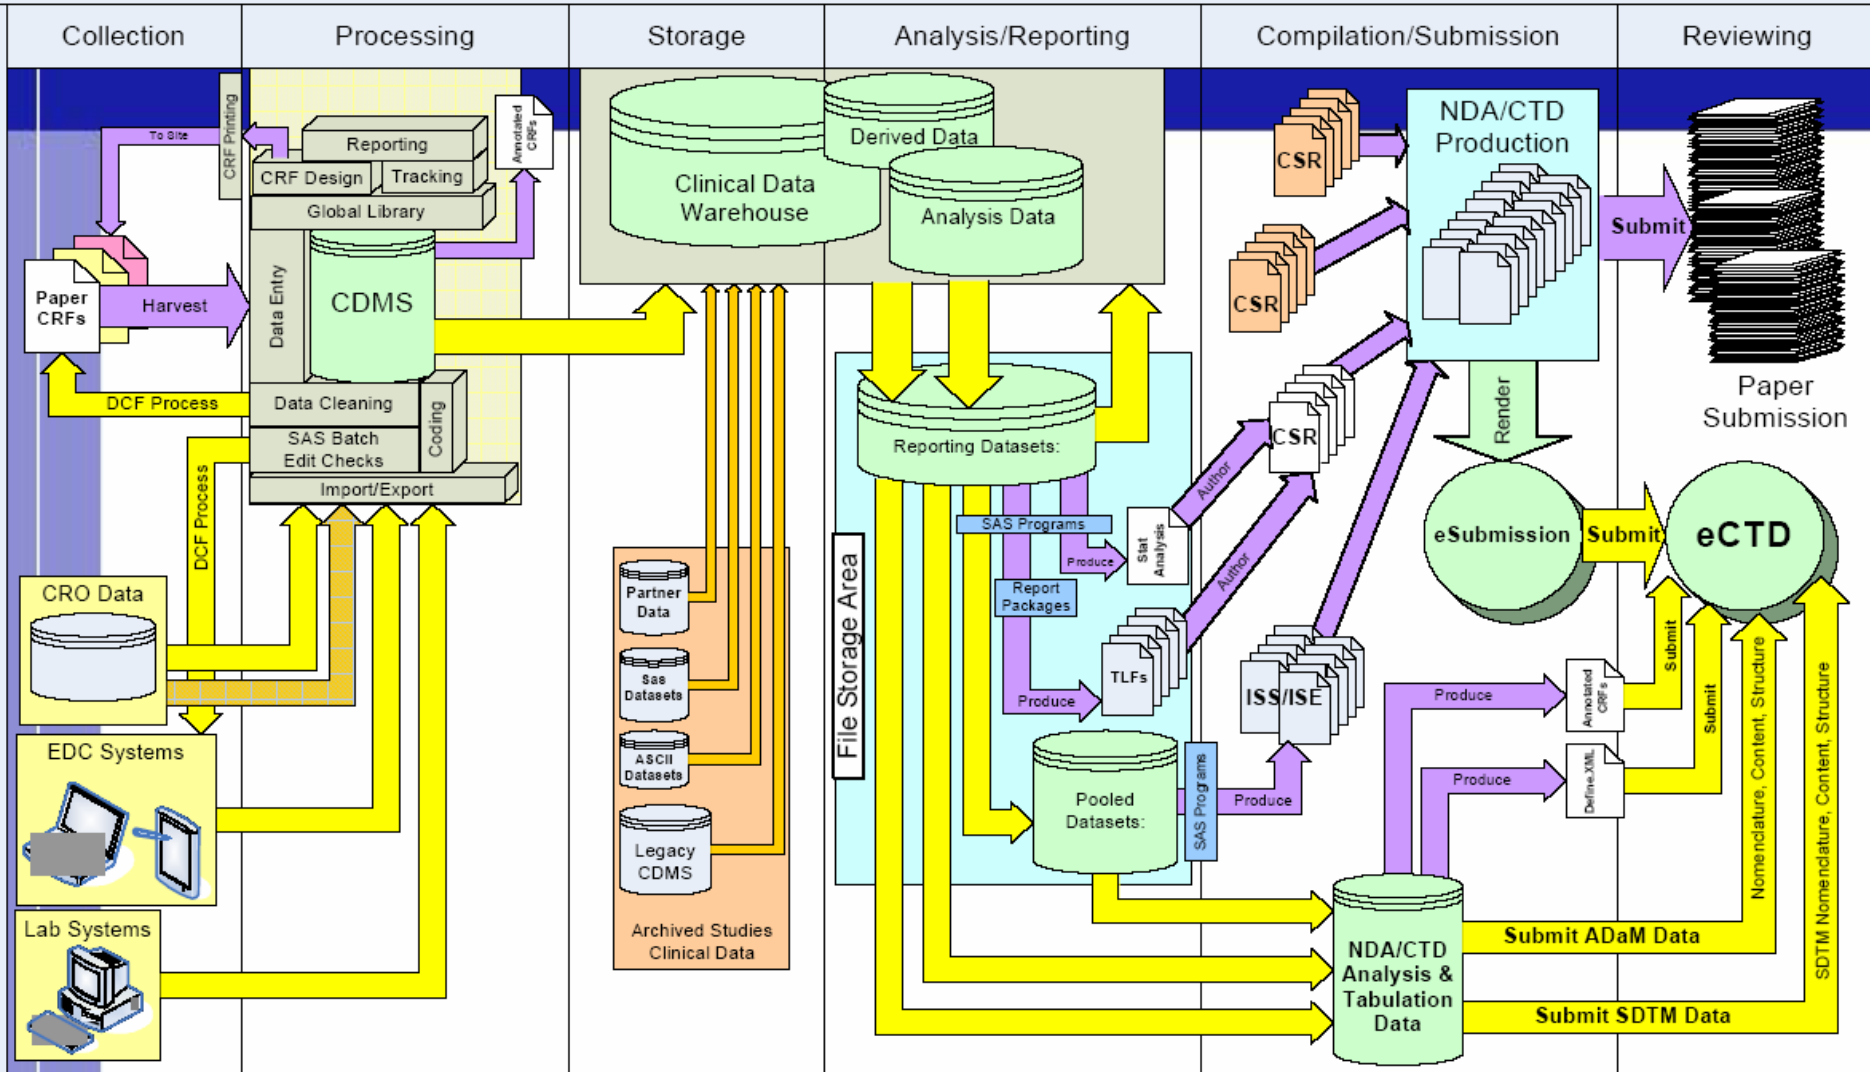 Collection
Processing
Storage
Analysis/Reporting
Compilation/Submission
Reviewing
To Site
CRF Printing
Reporting
CRF Design
Tracking
Global Library
Annotated
CRFs
Data Entry
CDMS
Paper
CRFs
Harvest
DCF Process
Data Cleaning
SAS Batch
Edit Checks
Coding
Import/Export
DCF Process
CRO Data
EDC Systems
Lab Systems
Clinical Data
Warehouse
Derived Data
Analysis Data
Partner
Data
Sas
Datasets
ASCII
Datasets
Legacy
CDMS
Archived Studies
Clinical Data
File Storage Area
Reporting Datasets:
SAS Programs
Produce
Report
Packages
Produce
Stat
Analysis
TLFs
Pooled
Datasets:
SAS Programs
Produce
Author
Author
CSR
CSR
CSR
ISS/ISE
NDA/CTD
Production
Submit
Paper
Submission
Render
eSubmission
Submit
eCTD
Produce
Annotated
CRFs
Submit
Produce
Define.XML
Submit
NDA/CTD
Analysis &
Tabulation
Data
Submit ADaM Data
Nomenclature, Content, Structure
Submit SDTM Data
SDTM Nomenclature, Content, Structure